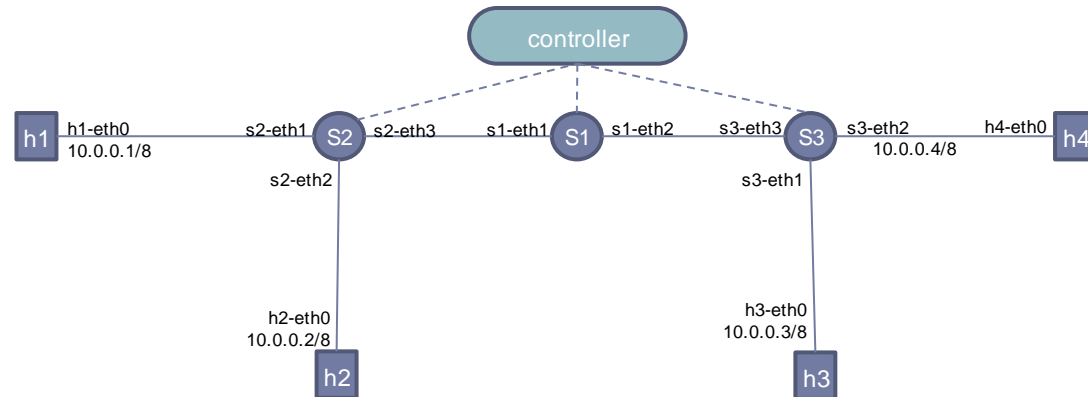 controller
h1
h1-eth0
10.0.0.1/8
s2-eth1
S2
s2-eth3
s1-eth1
S1
s1-eth2
s3-eth3
S3
s3-eth2
10.0.0.4/8
h4-eth0
h4
s2-eth2
s3-eth1
h2-eth0
10.0.0.2/8
h2
h3-eth0
10.0.0.3/8
h3